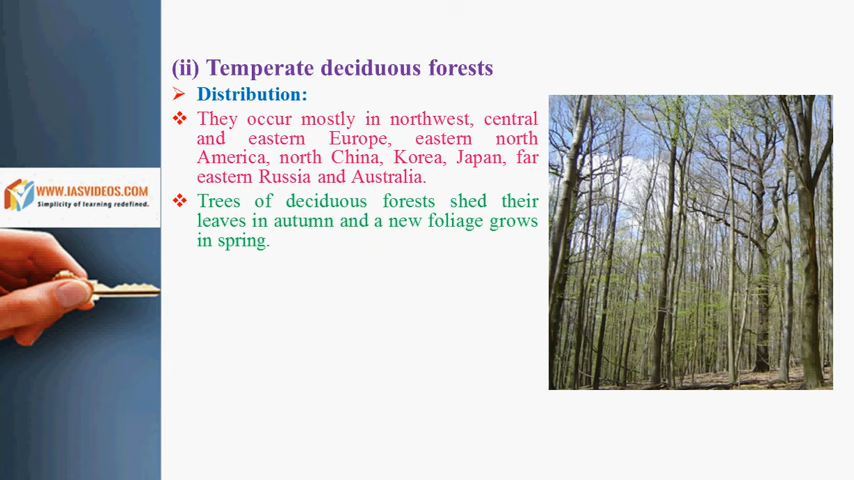 (ii) Temperate deciduous forests
➢ Distribution:
❖ They occur mostly in northwest, central
and eastern Europe, eastern north
America, north China, Korea, Japan, far
eastern Russia and Australia.
❖ Trees of deciduous forests shed their
leaves in autumn and a new foliage grows
in spring.
WWW.IASVIDEOS.COM
Simplicity of learning redefined.